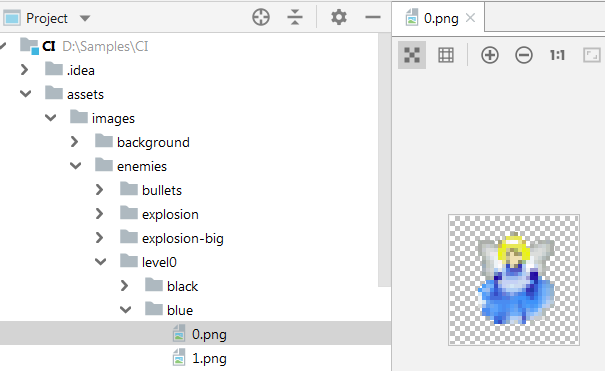 Project
0.png
CI D:\Samples\CI
.idea
assets
images
background
enemies
bullets
explosion
explosion-big
level0
black
blue
0.png
1.png
1:1